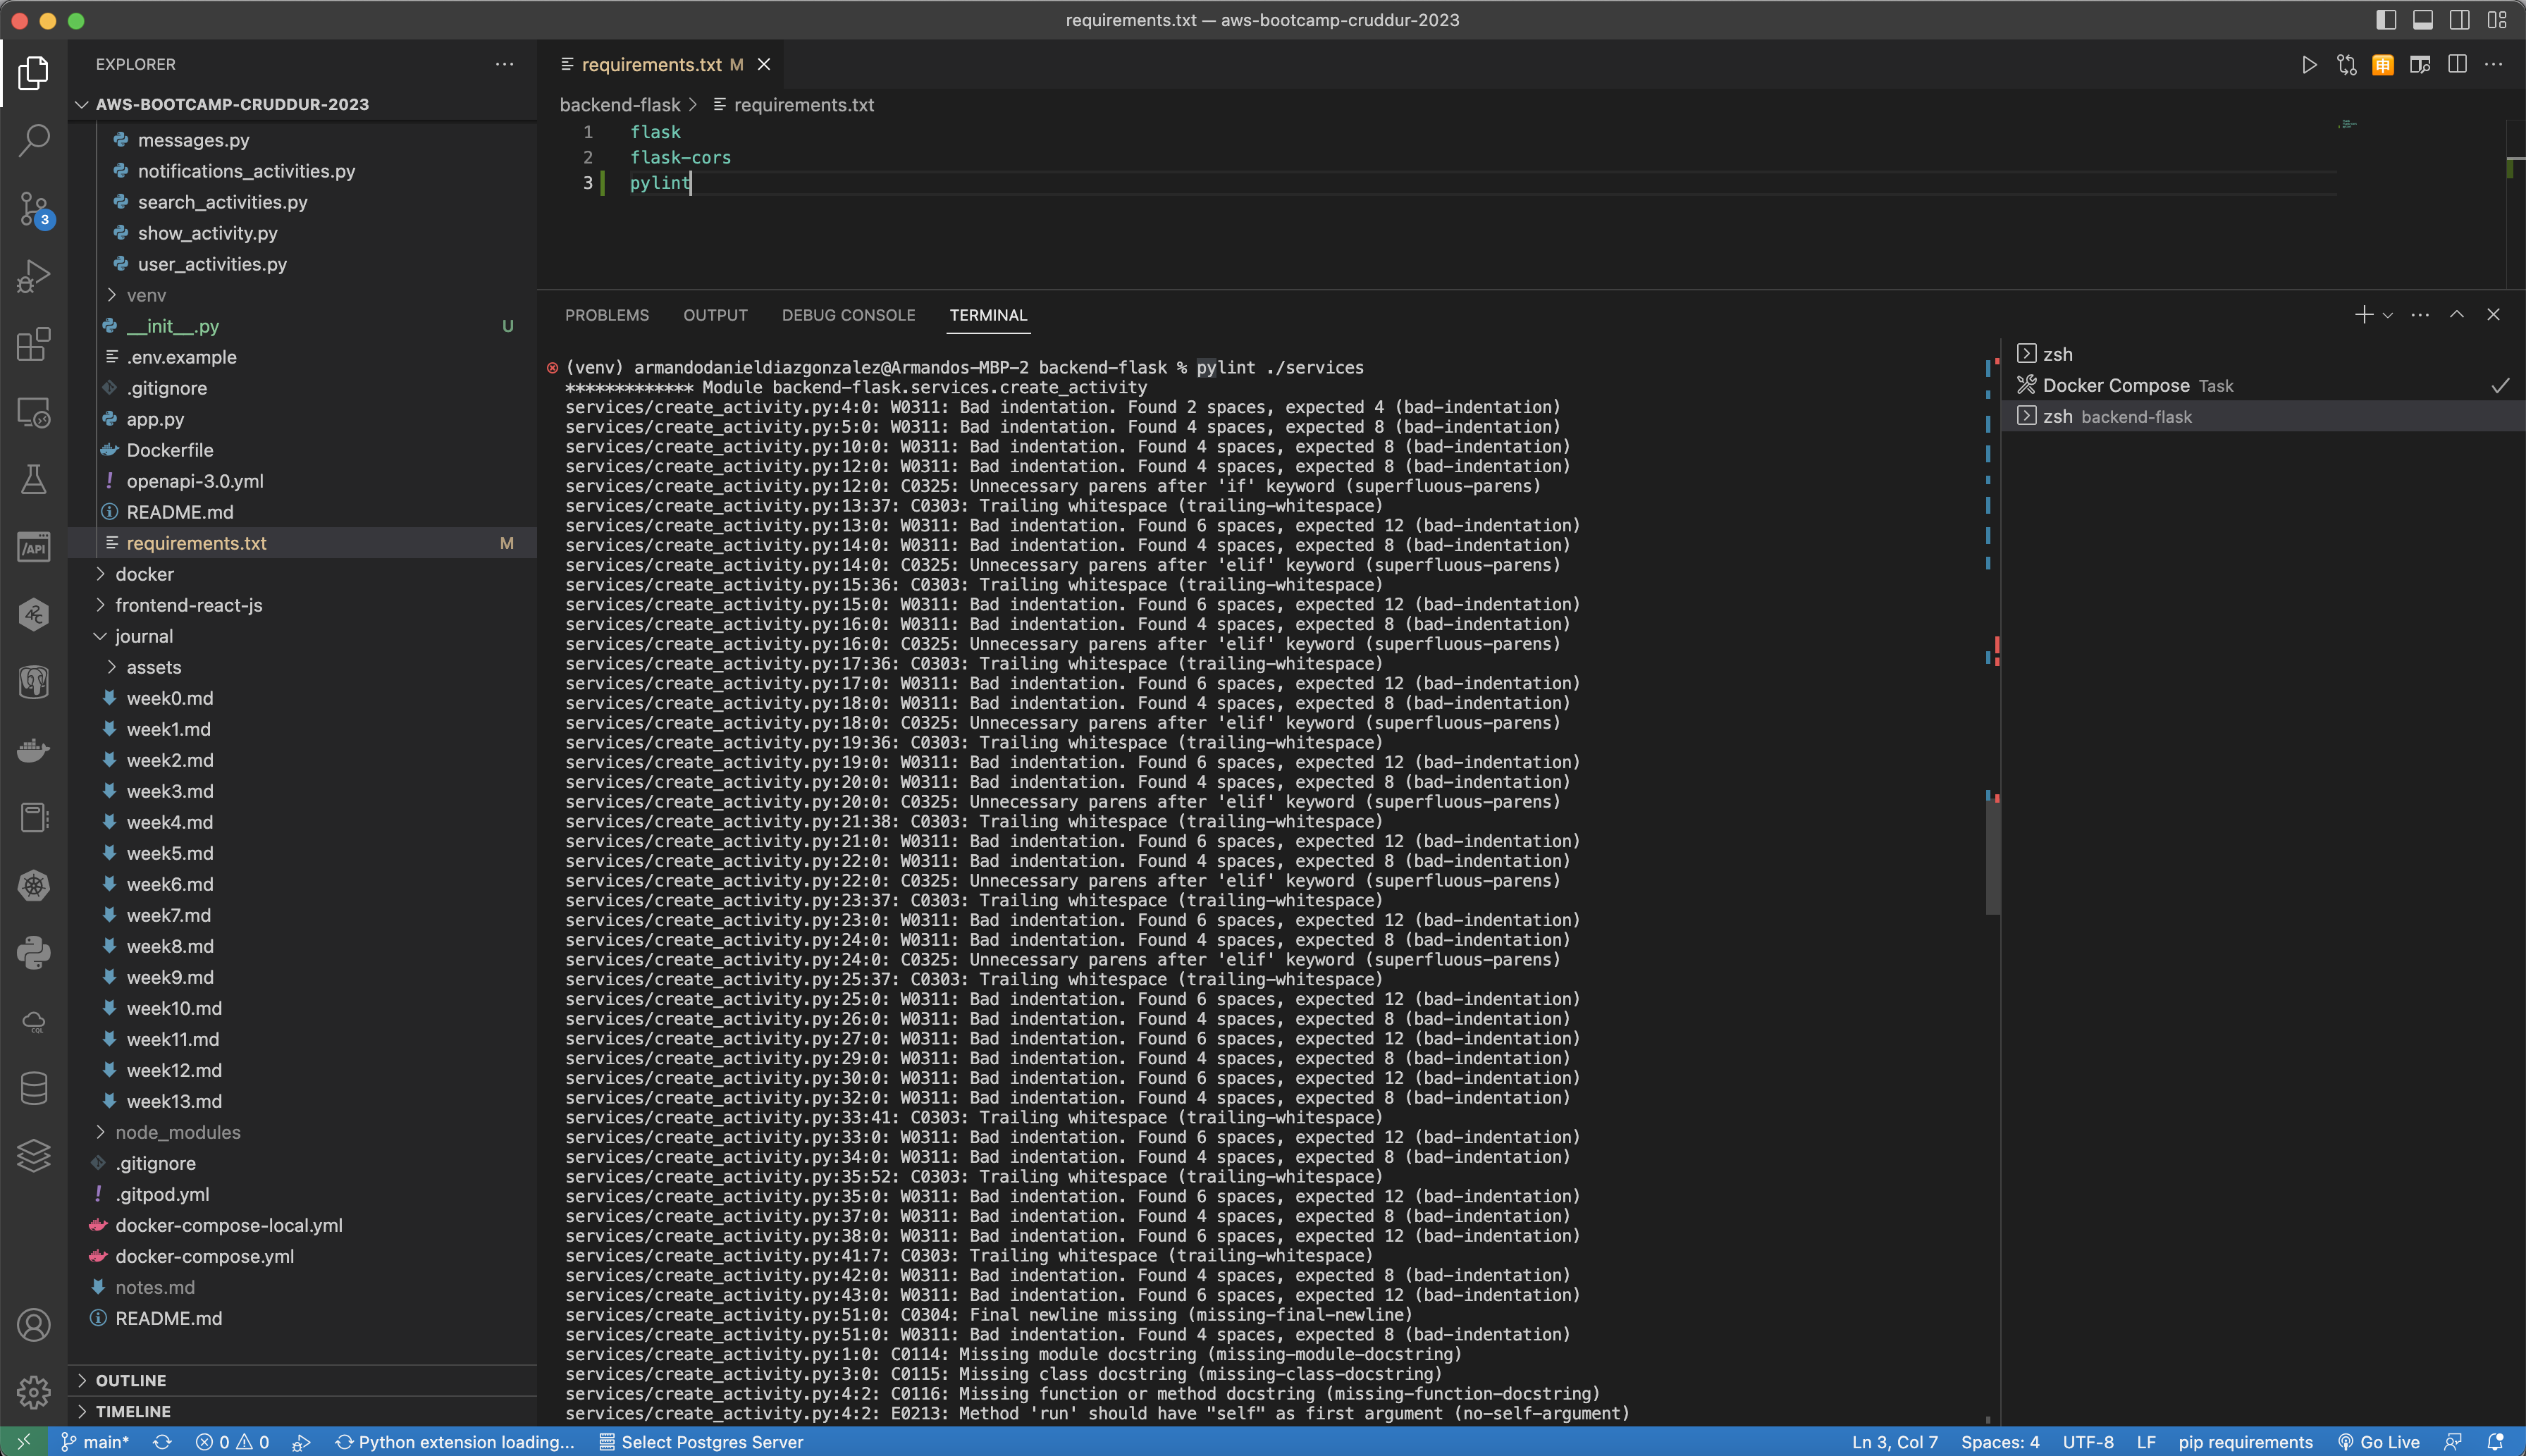 requirements.txt — aws-bootcamp-cruddur-2023
EXPLORER
AWS-BOOTCAMP-CRUDDUR-2023
messages.py
notifications_activities.py
search_activities.py
show_activity.py
user_activities.py
venv
__init__.py U
.env.example
.gitignore
app.py
Dockerfile
openapi-3.0.yml
README.md
requirements.txt M
docker
frontend-react-js
journal
assets
week0.md
week1.md
week2.md
week3.md
week4.md
week5.md
week6.md
week7.md
week8.md
week9.md
week10.md
week11.md
week12.md
week13.md
node_modules
.gitignore
.gitpod.yml
docker-compose-local.yml
docker-compose.yml
notes.md
README.md
OUTLINE
TIMELINE
3
/API
CQL
requirements.txt M
申
backend-flask > requirements.txt
1 flask
2 flask-cors
3 pylint
PROBLEMS OUTPUT DEBUG CONSOLE TERMINAL
(venv) armandodanieldiazgonzalez@Armandos-MBP-2 backend-flask % pylint ./services
************* Module backend-flask.services.create_activity
services/create_activity.py:4:0: W0311: Bad indentation. Found 2 spaces, expected 4 (bad-indentation)
services/create_activity.py:5:0: W0311: Bad indentation. Found 4 spaces, expected 8 (bad-indentation)
services/create_activity.py:10:0: W0311: Bad indentation. Found 4 spaces, expected 8 (bad-indentation)
services/create_activity.py:12:0: W0311: Bad indentation. Found 4 spaces, expected 8 (bad-indentation)
services/create_activity.py:12:0: C0325: Unnecessary parens after 'if' keyword (superfluous-parens)
services/create_activity.py:13:37: C0303: Trailing whitespace (trailing-whitespace)
services/create_activity.py:13:0: W0311: Bad indentation. Found 6 spaces, expected 12 (bad-indentation)
services/create_activity.py:14:0: W0311: Bad indentation. Found 4 spaces, expected 8 (bad-indentation)
services/create_activity.py:14:0: C0325: Unnecessary parens after 'elif' keyword (superfluous-parens)
services/create_activity.py:15:36: C0303: Trailing whitespace (trailing-whitespace)
services/create_activity.py:15:0: W0311: Bad indentation. Found 6 spaces, expected 12 (bad-indentation)
services/create_activity.py:16:0: W0311: Bad indentation. Found 4 spaces, expected 8 (bad-indentation)
services/create_activity.py:16:0: C0325: Unnecessary parens after 'elif' keyword (superfluous-parens)
services/create_activity.py:17:36: C0303: Trailing whitespace (trailing-whitespace)
services/create_activity.py:17:0: W0311: Bad indentation. Found 6 spaces, expected 12 (bad-indentation)
services/create_activity.py:18:0: W0311: Bad indentation. Found 4 spaces, expected 8 (bad-indentation)
services/create_activity.py:18:0: C0325: Unnecessary parens after 'elif' keyword (superfluous-parens)
services/create_activity.py:19:36: C0303: Trailing whitespace (trailing-whitespace)
services/create_activity.py:19:0: W0311: Bad indentation. Found 6 spaces, expected 12 (bad-indentation)
services/create_activity.py:20:0: W0311: Bad indentation. Found 4 spaces, expected 8 (bad-indentation)
services/create_activity.py:20:0: C0325: Unnecessary parens after 'elif' keyword (superfluous-parens)
services/create_activity.py:21:38: C0303: Trailing whitespace (trailing-whitespace)
services/create_activity.py:21:0: W0311: Bad indentation. Found 6 spaces, expected 12 (bad-indentation)
services/create_activity.py:22:0: W0311: Bad indentation. Found 4 spaces, expected 8 (bad-indentation)
services/create_activity.py:22:0: C0325: Unnecessary parens after 'elif' keyword (superfluous-parens)
services/create_activity.py:23:37: C0303: Trailing whitespace (trailing-whitespace)
services/create_activity.py:23:0: W0311: Bad indentation. Found 6 spaces, expected 12 (bad-indentation)
services/create_activity.py:24:0: W0311: Bad indentation. Found 4 spaces, expected 8 (bad-indentation)
services/create_activity.py:24:0: C0325: Unnecessary parens after 'elif' keyword (superfluous-parens)
services/create_activity.py:25:37: C0303: Trailing whitespace (trailing-whitespace)
services/create_activity.py:25:0: W0311: Bad indentation. Found 6 spaces, expected 12 (bad-indentation)
services/create_activity.py:26:0: W0311: Bad indentation. Found 4 spaces, expected 8 (bad-indentation)
services/create_activity.py:27:0: W0311: Bad indentation. Found 6 spaces, expected 12 (bad-indentation)
services/create_activity.py:29:0: W0311: Bad indentation. Found 4 spaces, expected 8 (bad-indentation)
services/create_activity.py:30:0: W0311: Bad indentation. Found 6 spaces, expected 12 (bad-indentation)
services/create_activity.py:32:0: W0311: Bad indentation. Found 4 spaces, expected 8 (bad-indentation)
services/create_activity.py:33:41: C0303: Trailing whitespace (trailing-whitespace)
services/create_activity.py:33:0: W0311: Bad indentation. Found 6 spaces, expected 12 (bad-indentation)
services/create_activity.py:34:0: W0311: Bad indentation. Found 4 spaces, expected 8 (bad-indentation)
services/create_activity.py:35:52: C0303: Trailing whitespace (trailing-whitespace)
services/create_activity.py:35:0: W0311: Bad indentation. Found 6 spaces, expected 12 (bad-indentation)
services/create_activity.py:37:0: W0311: Bad indentation. Found 4 spaces, expected 8 (bad-indentation)
services/create_activity.py:38:0: W0311: Bad indentation. Found 6 spaces, expected 12 (bad-indentation)
services/create_activity.py:41:7: C0303: Trailing whitespace (trailing-whitespace)
services/create_activity.py:42:0: W0311: Bad indentation. Found 4 spaces, expected 8 (bad-indentation)
services/create_activity.py:43:0: W0311: Bad indentation. Found 6 spaces, expected 12 (bad-indentation)
services/create_activity.py:51:0: C0304: Final newline missing (missing-final-newline)
services/create_activity.py:51:0: W0311: Bad indentation. Found 4 spaces, expected 8 (bad-indentation)
services/create_activity.py:1:0: C0114: Missing module docstring (missing-module-docstring)
services/create_activity.py:3:0: C0115: Missing class docstring (missing-class-docstring)
services/create_activity.py:4:2: C0116: Missing function or method docstring (missing-function-docstring)
services/create_activity.py:4:2: E0213: Method 'run' should have "self" as first argument (no-self-argument)
zsh
Docker Compose Task
zsh backend-flask
main* 0 0 Python extension loading... Select Postgres Server Ln 3, Col 7 Spaces: 4 UTF-8 LF pip requirements Go Live